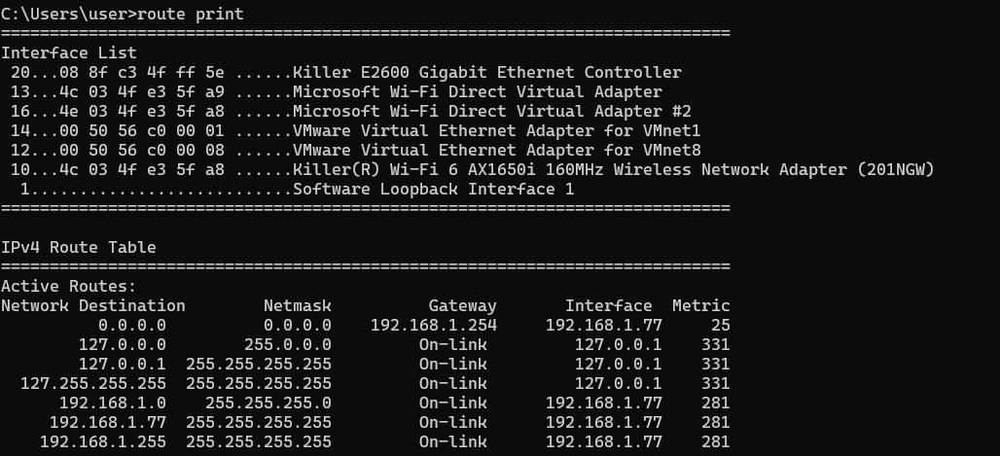 C:\Users\user>route print
===========================================================================
Interface List
 20...08 8f c3 4f ff 5e ......Killer E2600 Gigabit Ethernet Controller
 13...4c 03 4f e3 5f a9 ......Microsoft Wi-Fi Direct Virtual Adapter
 16...4e 03 4f e3 5f a8 ......Microsoft Wi-Fi Direct Virtual Adapter #2
 14...00 50 56 c0 00 01 ......VMware Virtual Ethernet Adapter for VMnet1
 12...00 50 56 c0 00 08 ......VMware Virtual Ethernet Adapter for VMnet8
 10...4c 03 4f e3 5f a8 ......Killer(R) Wi-Fi 6 AX1650i 160MHz Wireless Network Adapter (201NGW)
  1...........................Software Loopback Interface 1
===========================================================================

IPv4 Route Table
===========================================================================
Active Routes:
Network Destination        Netmask          Gateway       Interface  Metric
          0.0.0.0          0.0.0.0    192.168.1.254     192.168.1.77     25
        127.0.0.0        255.0.0.0         On-link         127.0.0.1    331
        127.0.0.1  255.255.255.255         On-link         127.0.0.1    331
  127.255.255.255  255.255.255.255         On-link         127.0.0.1    331
      192.168.1.0    255.255.255.0         On-link      192.168.1.77    281
     192.168.1.77  255.255.255.255         On-link      192.168.1.77    281
    192.168.1.255  255.255.255.255         On-link      192.168.1.77    281